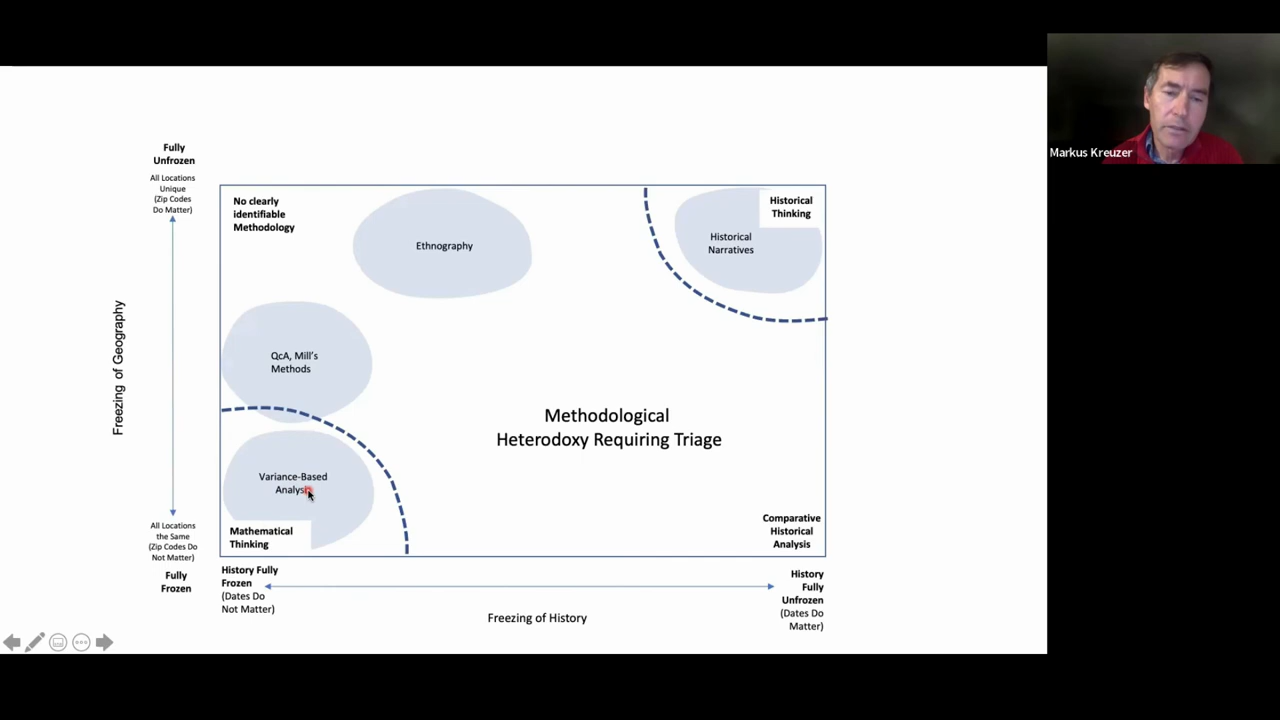 Markus Kreuzer
Fully
Unfrozen
All Locations
Unique
(Zip Codes
Do Matter)
No clearly
identifiable
Methodology
Ethnography
Historical
Thinking
Historical
Narratives
Freezing of Geography
QcA, Mill's
Methods
Methodological
Heterodoxy Requiring Triage
Variance-Based
Analysis
Mathematical
Thinking
Comparative
Historical
Analysis
All Locations
the Same
(Zip Codes Do
Not Matter)
Fully
Frozen
History Fully
Frozen
(Dates Do
Not Matter)
Freezing of History
History
Fully
Unfrozen
(Dates Do
Matter)